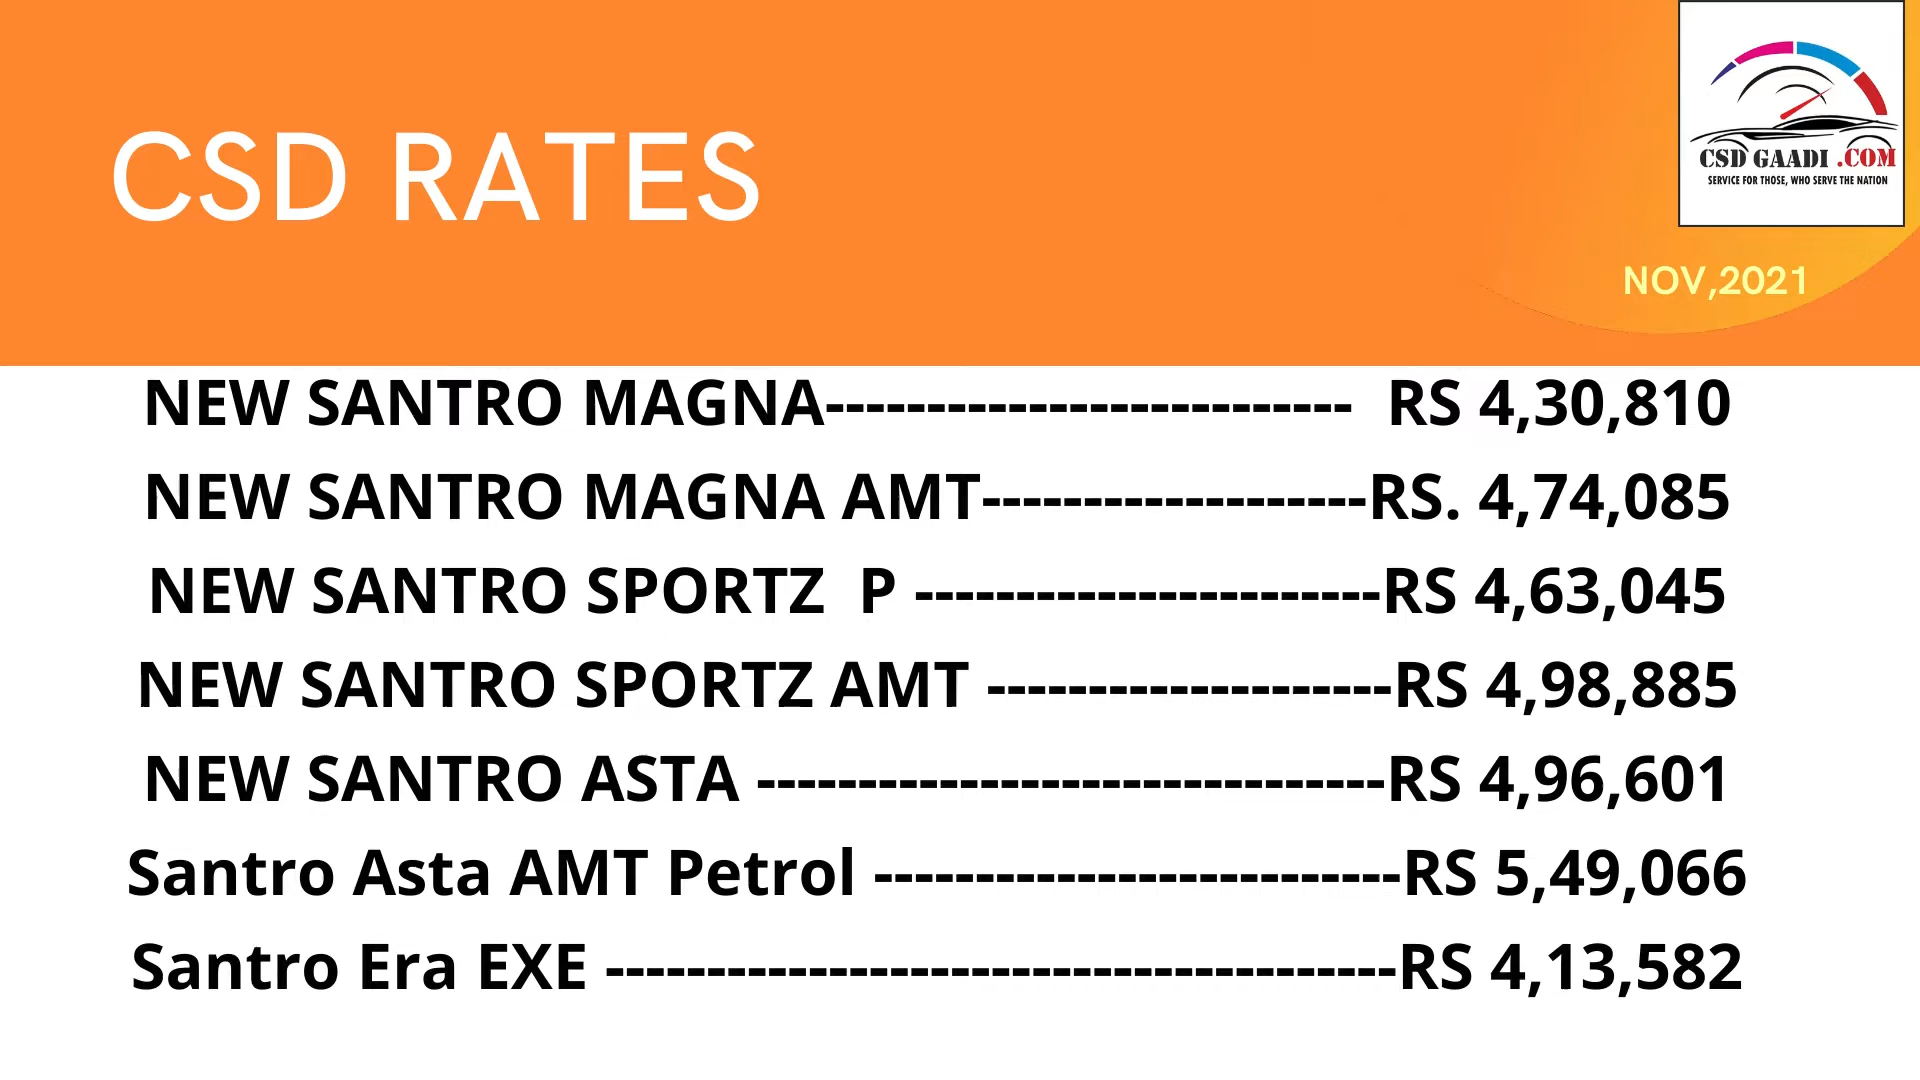 CSD RATES
CSD GAADI .COM
SERVICE FOR THOSE, WHO SERVE THE NATION
NOV,2021
NEW SANTRO MAGNA-------------------------- RS 4,30,810
NEW SANTRO MAGNA AMT-------------------RS. 4,74,085
NEW SANTRO SPORTZ P -----------------------RS 4,63,045
NEW SANTRO SPORTZ AMT --------------------RS 4,98,885
NEW SANTRO ASTA -------------------------------RS 4,96,601
Santro Asta AMT Petrol --------------------------RS 5,49,066
Santro Era EXE ---------------------------------------RS 4,13,582